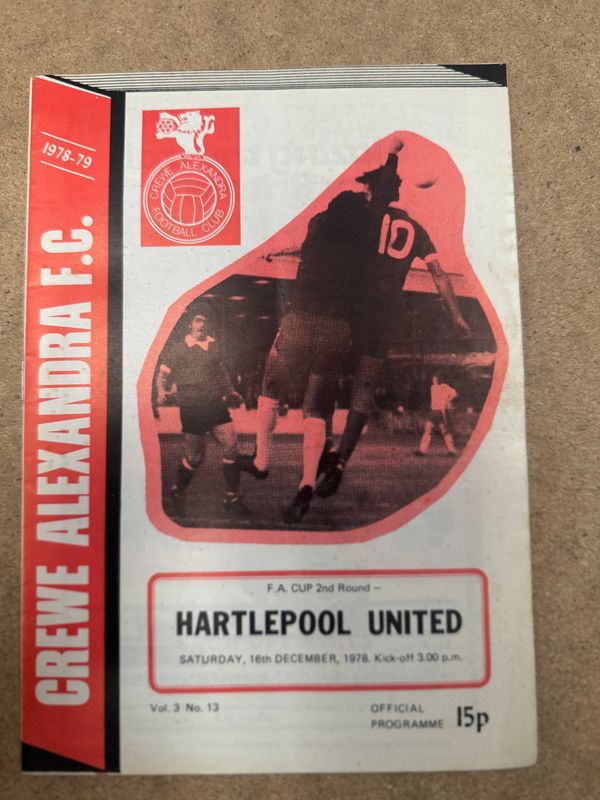 1978-79
CREWE ALEXANDRA F.C.
CREWE ALEXANDRA
FOOTBALL CLUB
10
F.A. CUP 2nd Round –
HARTLEPOOL UNITED
SATURDAY, 16th DECEMBER, 1978. Kick-off 3.00 p.m.
Vol. 3 No. 13
OFFICIAL
PROGRAMME 15p